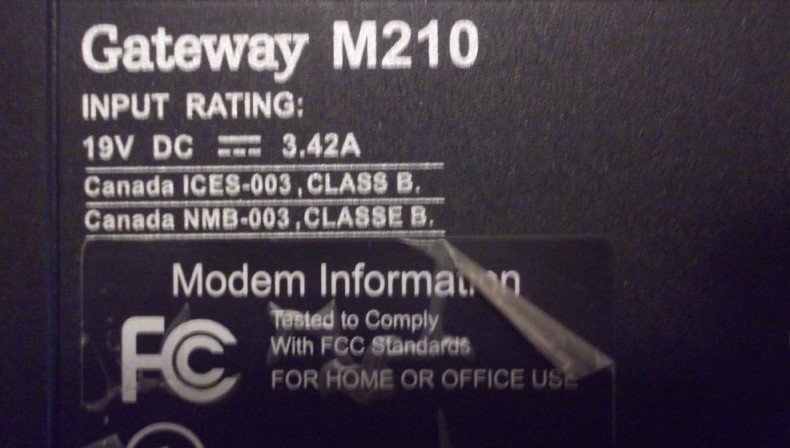 Gateway M210
INPUT RATING:
19V DC ⎓ 3.42A
Canada ICES-003, CLASS B.
Canada NMB-003, CLASSE B.
Modem Information
FC
Tested to Comply
With FCC Standards
FOR HOME OR OFFICE USE